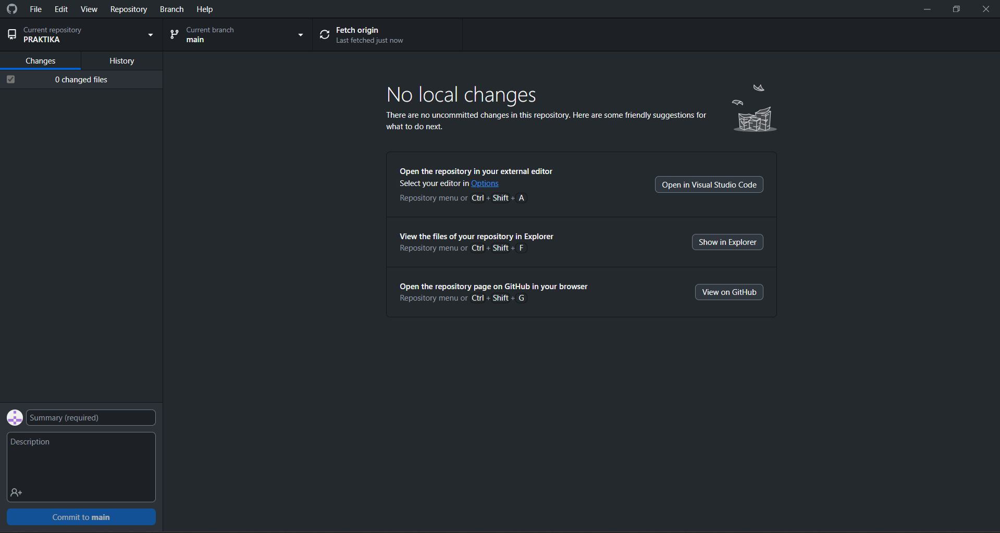 File Edit View Repository Branch Help
Current repository
PRAKTIKA
Current branch
main
Fetch origin
Last fetched just now
Changes
History
0 changed files
No local changes
There are no uncommitted changes in this repository. Here are some friendly suggestions for
what to do next.
Open the repository in your external editor
Select your editor in Options
Repository menu or Ctrl + Shift + A
Open in Visual Studio Code
View the files of your repository in Explorer
Repository menu or Ctrl + Shift + F
Show in Explorer
Open the repository page on GitHub in your browser
Repository menu or Ctrl + Shift + G
View on GitHub
Summary (required)
Description
Commit to main